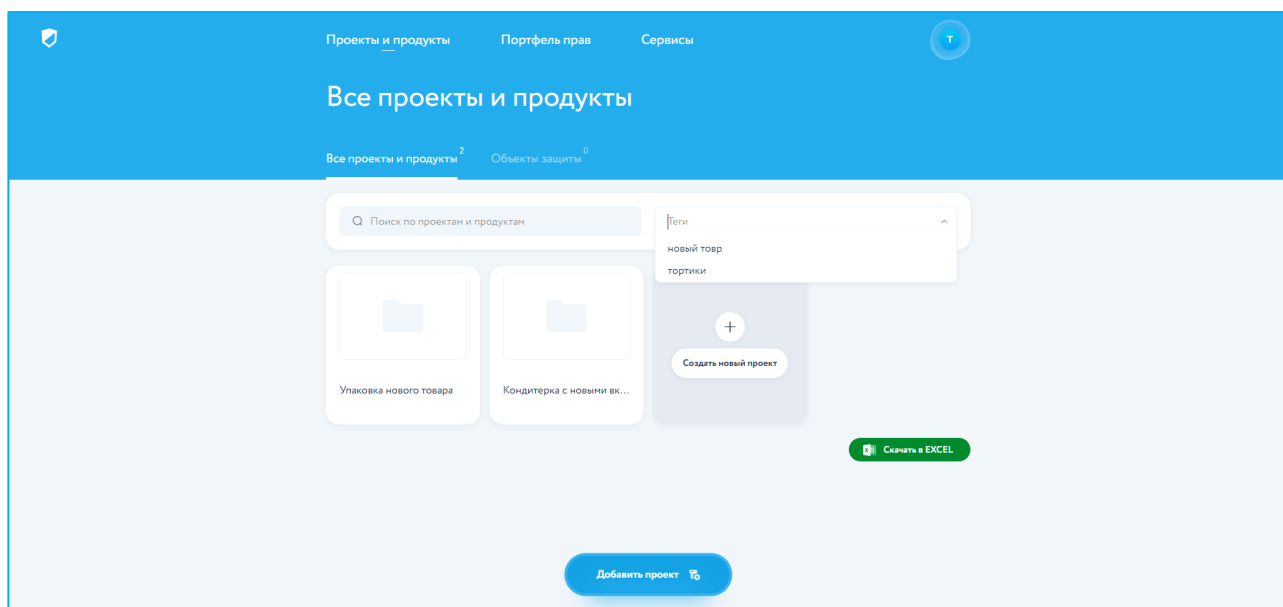 Проекты и продукты
Портфель прав
Сервисы
Т
Все проекты и продукты
Все проекты и продукты 2
Объекты защиты 0
Поиск по проектам и продуктам
Теги
новый товр
тортики
Создать новый проект
Упаковка нового товара
Кондитерка с новыми вк...
Скачать в EXCEL
Добавить проект